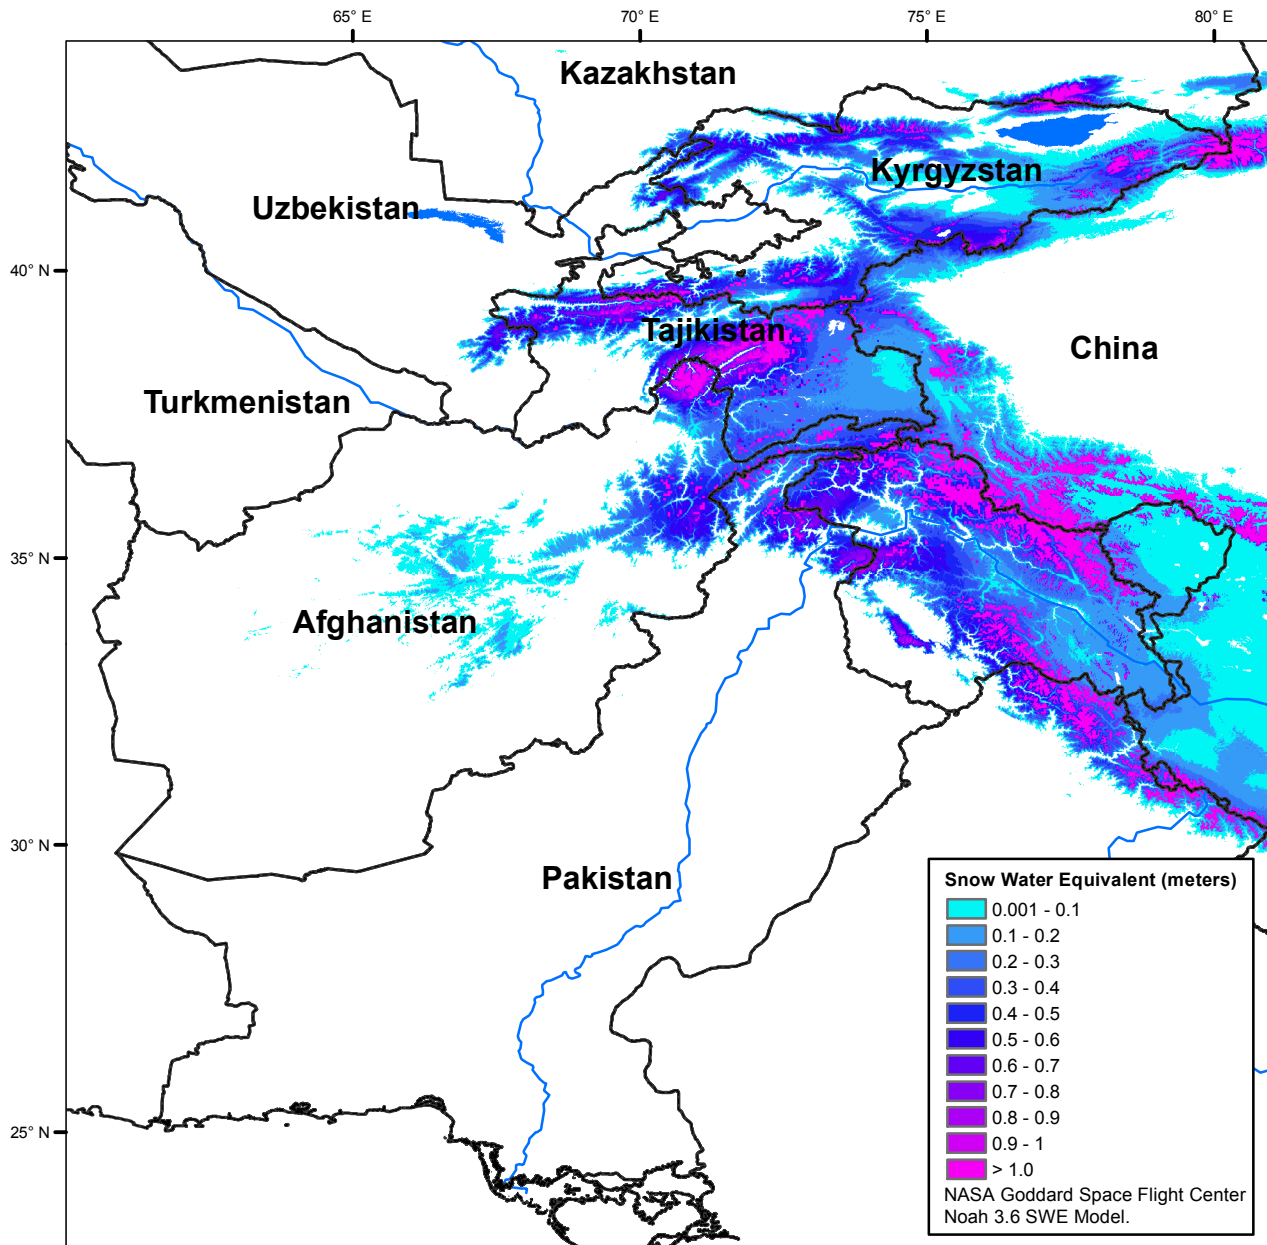 65° E
70° E
75° E
80° E
Kazakhstan
Kyrgyzstan
Uzbekistan
40° N
Tajikistan
China
Turkmenistan
35° N
Afghanistan
30° N
Pakistan
25° N
Snow Water Equivalent (meters)
0.001 - 0.1
0.1 - 0.2
0.2 - 0.3
0.3 - 0.4
0.4 - 0.5
0.5 - 0.6
0.6 - 0.7
0.7 - 0.8
0.8 - 0.9
0.9 - 1
> 1.0
NASA Goddard Space Flight Center
Noah 3.6 SWE Model.